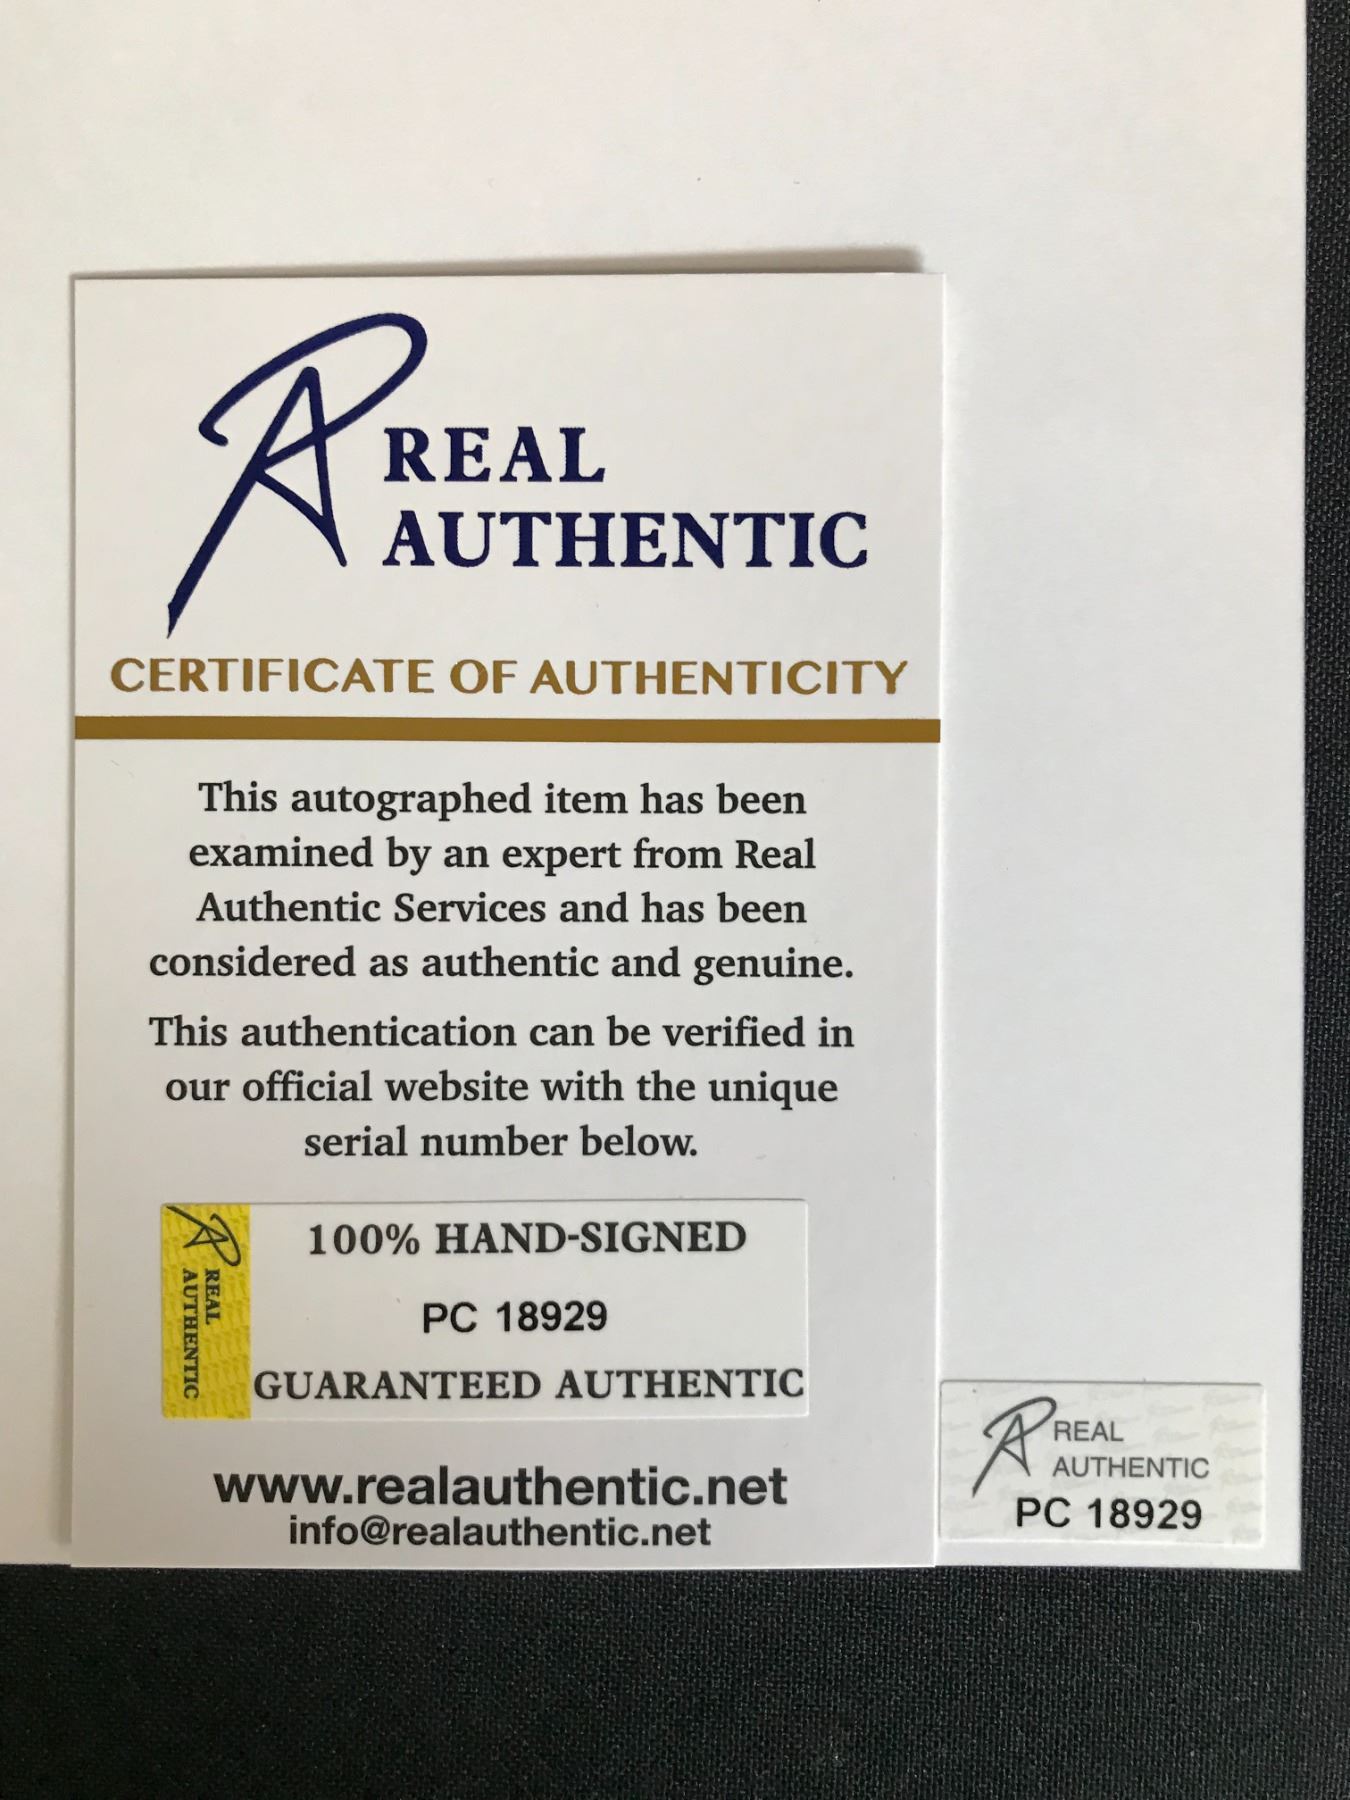 REAL
AUTHENTIC
CERTIFICATE OF AUTHENTICITY
This autographed item has been
examined by an expert from Real
Authentic Services and has been
considered as authentic and genuine.
This authentication can be verified in
our official website with the unique
serial number below.
REAL
AUTHENTIC
100% HAND-SIGNED
PC 18929
GUARANTEED AUTHENTIC
www.realauthentic.net
info@realauthentic.net
REAL
AUTHENTIC
PC 18929